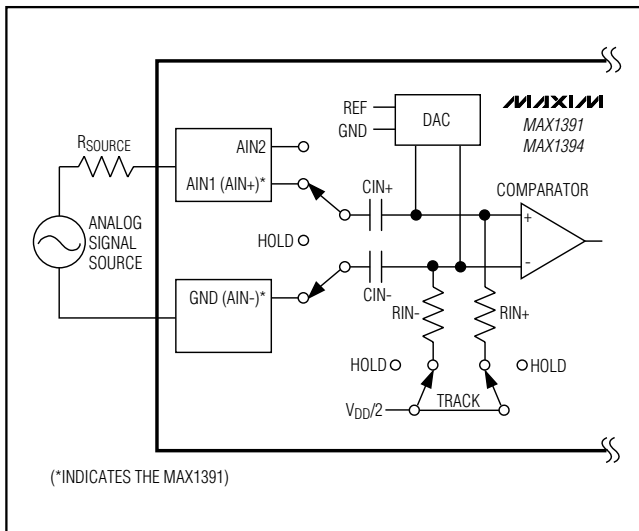 REF
GND
DAC
MAXIM
MAX1391
MAX1394
RSOURCE
AIN2
AIN1 (AIN+)*
CIN+
COMPARATOR
+
-
ANALOG
SIGNAL
SOURCE
HOLD
GND (AIN-)*
CIN-
RIN-
RIN+
HOLD
HOLD
VDD/2
TRACK
(*INDICATES THE MAX1391)